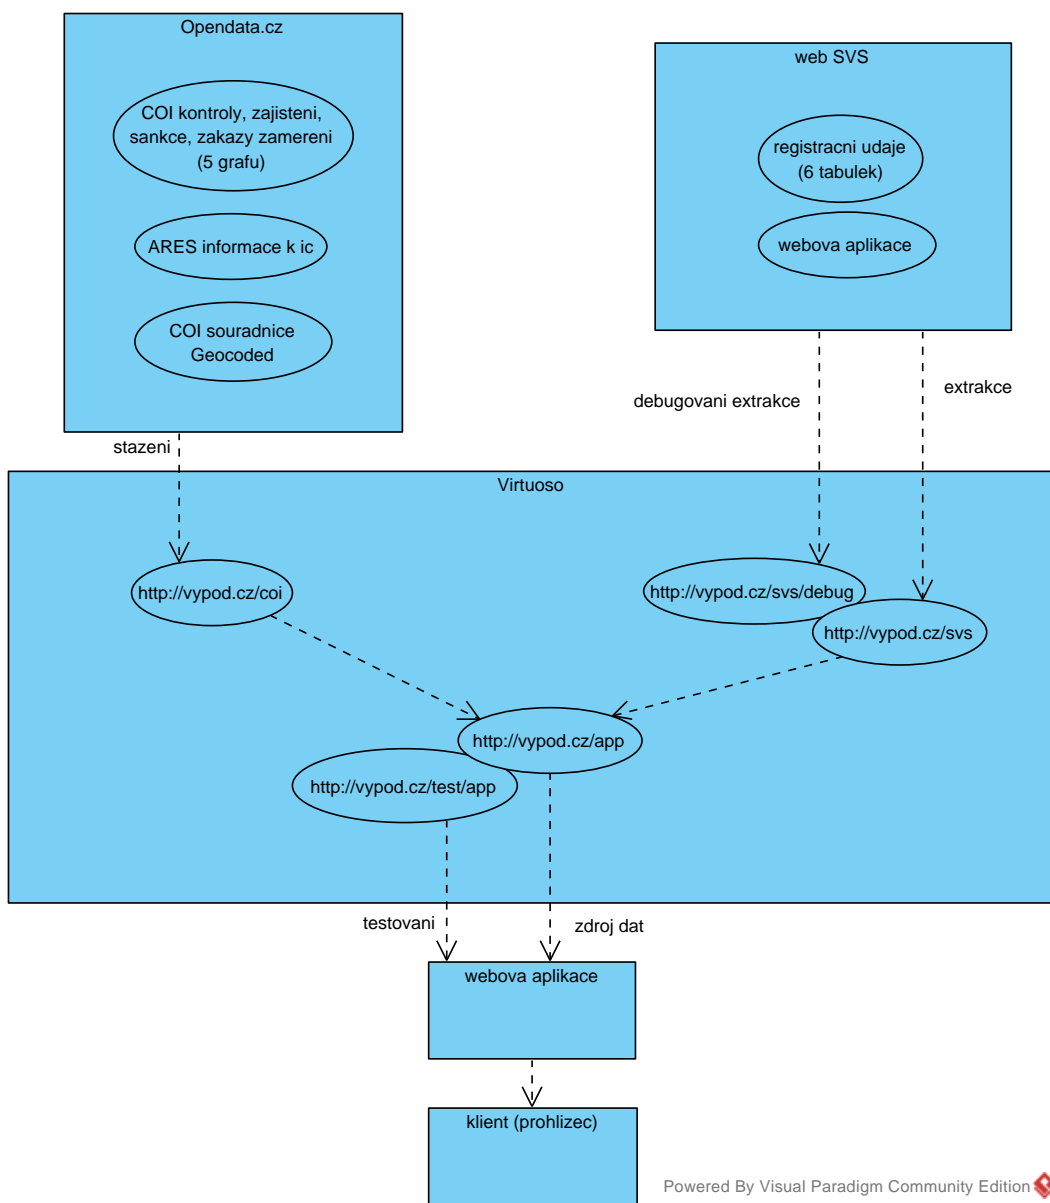 Opendata.cz
COI kontroly, zajisteni,
sankce, zakazy zamereni
(5 grafu)
ARES informace k ic
COI souradnice
Geocoded
web SVS
registracni udaje
(6 tabulek)
webova aplikace
stazeni
debugovani extrakce
extrakce
Virtuoso
http://vypod.cz/coi
http://vypod.cz/svs/debug
http://vypod.cz/svs
http://vypod.cz/app
http://vypod.cz/test/app
testovani
zdroj dat
webova aplikace
klient (prohlizec)
Powered By Visual Paradigm Community Edition